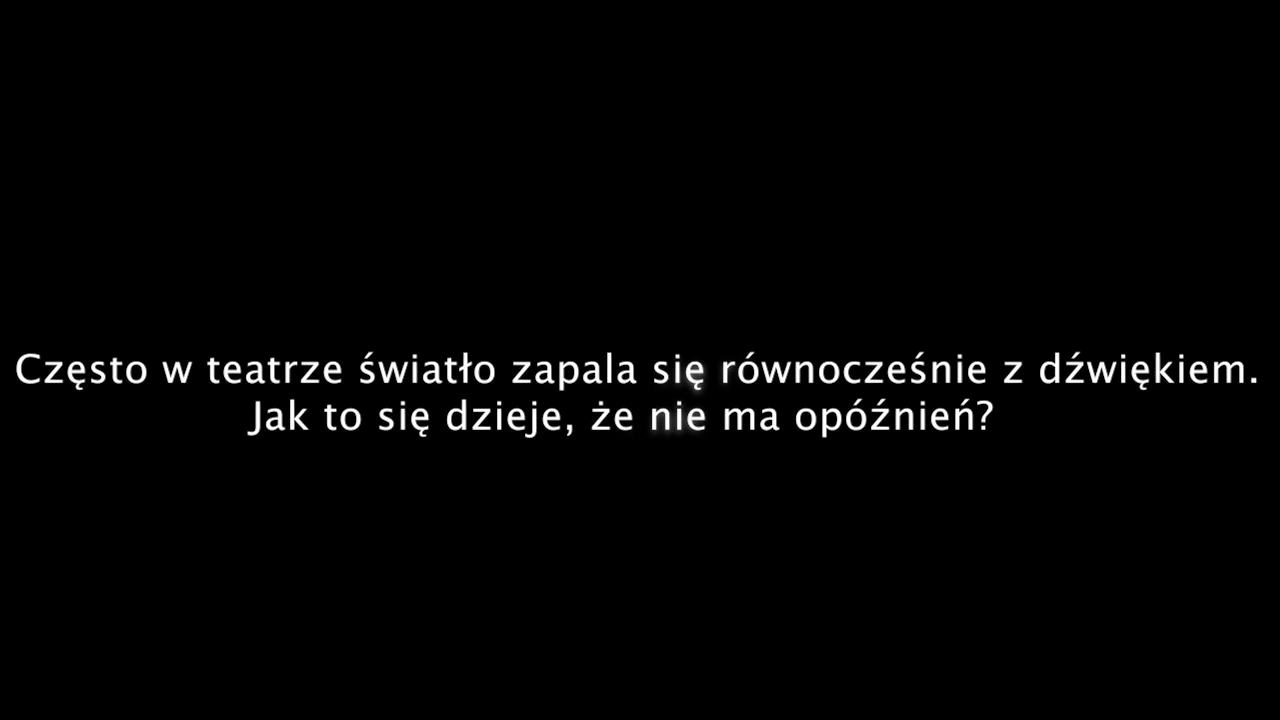 Często w teatrze światło zapala się równocześnie z dźwiękiem.
Jak to się dzieje, że nie ma opóźnień?